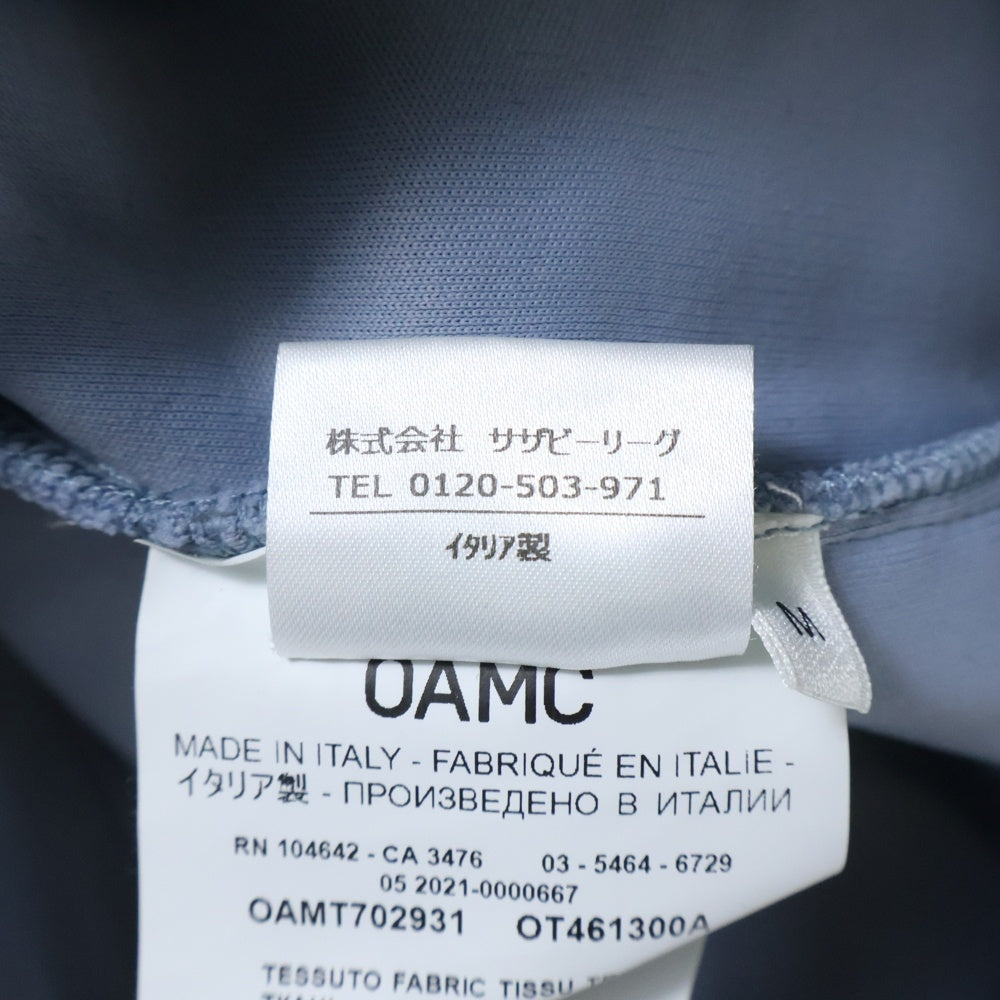 株式会社 サザビーリーグ
TEL 0120-503-971
イタリア製
M
OAMC
MADE IN ITALY - FABRIQUÉ EN ITALIE -
イタリア製 - ПРОИЗВЕДЕНО В ИТАЛИИ
RN 104642 - CA 3476 03 - 5464 - 6729
05 2021-0000667
OAMT702931 OT461300A
TESSUTO FABRIC TISSU